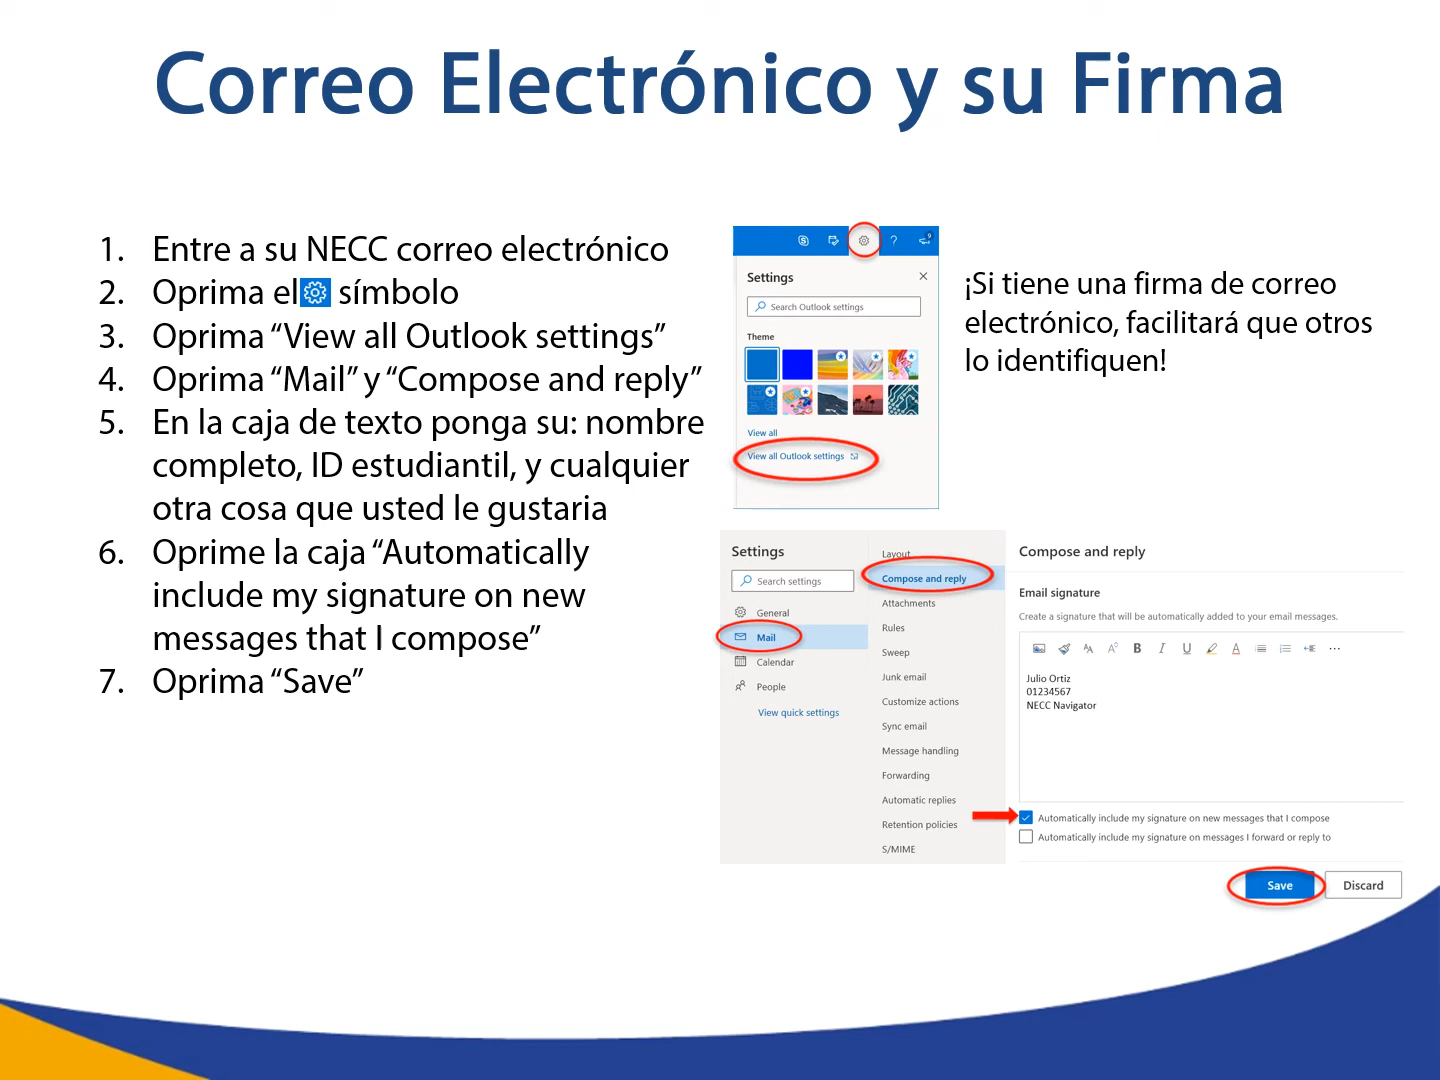 Correo Electrónico y su Firma
1. Entre a su NECC correo electrónico
2. Oprima el símbolo
3. Oprima “View all Outlook settings”
4. Oprima “Mail” y “Compose and reply”
5. En la caja de texto ponga su: nombre
completo, ID estudiantil, y cualquier
otra cosa que usted le gustaria
6. Oprime la caja “Automatically
include my signature on new
messages that I compose”
7. Oprima “Save”
S ? 9
Settings
Search Outlook settings
Theme
View all
View all Outlook settings
¡Si tiene una firma de correo
electrónico, facilitará que otros
lo identifiquen!
Settings
Search settings
General
Mail
Calendar
People
View quick settings
Layout
Compose and reply
Attachments
Rules
Sweep
Junk email
Customize actions
Sync email
Message handling
Forwarding
Automatic replies
Retention policies
S/MIME
Compose and reply
Email signature
Create a signature that will be automatically added to your email messages.
B I U A
Julio Ortiz
01234567
NECC Navigator
Automatically include my signature on new messages that I compose
Automatically include my signature on messages I forward or reply to
Save Discard